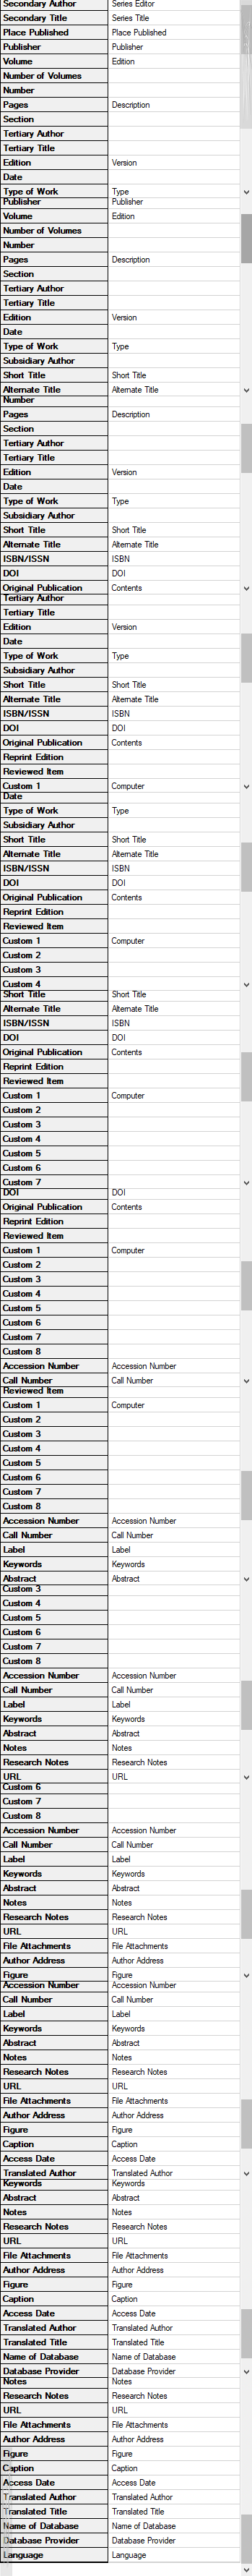 Secondary Author Series Editor
Secondary Title Series Title
Place Published Place Published
Publisher Publisher
Volume Edition
Number of Volumes
Number
Pages Description
Section
Tertiary Author
Tertiary Title
Edition Version
Date
Type of Work Type
Publisher Publisher
Volume Edition
Number of Volumes
Number
Pages Description
Section
Tertiary Author
Tertiary Title
Edition Version
Date
Type of Work Type
Subsidiary Author
Short Title Short Title
Alternate Title Alternate Title
Number
Pages Description
Section
Tertiary Author
Tertiary Title
Edition Version
Date
Type of Work Type
Subsidiary Author
Short Title Short Title
Alternate Title Alternate Title
ISBN/ISSN ISBN
DOI DOI
Original Publication Contents
Tertiary Author
Tertiary Title
Edition Version
Date
Type of Work Type
Subsidiary Author
Short Title Short Title
Alternate Title Alternate Title
ISBN/ISSN ISBN
DOI DOI
Original Publication Contents
Reprint Edition
Reviewed Item
Custom 1 Computer
Date
Type of Work Type
Subsidiary Author
Short Title Short Title
Alternate Title Alternate Title
ISBN/ISSN ISBN
DOI DOI
Original Publication Contents
Reprint Edition
Reviewed Item
Custom 1 Computer
Custom 2
Custom 3
Custom 4
Short Title Short Title
Alternate Title Alternate Title
ISBN/ISSN ISBN
DOI DOI
Original Publication Contents
Reprint Edition
Reviewed Item
Custom 1 Computer
Custom 2
Custom 3
Custom 4
Custom 5
Custom 6
Custom 7
DOI DOI
Original Publication Contents
Reprint Edition
Reviewed Item
Custom 1 Computer
Custom 2
Custom 3
Custom 4
Custom 5
Custom 6
Custom 7
Custom 8
Accession Number Accession Number
Call Number Call Number
Reviewed Item
Custom 1 Computer
Custom 2
Custom 3
Custom 4
Custom 5
Custom 6
Custom 7
Custom 8
Accession Number Accession Number
Call Number Call Number
Label Label
Keywords Keywords
Abstract Abstract
Custom 3
Custom 4
Custom 5
Custom 6
Custom 7
Custom 8
Accession Number Accession Number
Call Number Call Number
Label Label
Keywords Keywords
Abstract Abstract
Notes Notes
Research Notes Research Notes
URL URL
Custom 6
Custom 7
Custom 8
Accession Number Accession Number
Call Number Call Number
Label Label
Keywords Keywords
Abstract Abstract
Notes Notes
Research Notes Research Notes
URL URL
File Attachments File Attachments
Author Address Author Address
Figure Figure
Accession Number Accession Number
Call Number Call Number
Label Label
Keywords Keywords
Abstract Abstract
Notes Notes
Research Notes Research Notes
URL URL
File Attachments File Attachments
Author Address Author Address
Figure Figure
Caption Caption
Access Date Access Date
Translated Author Translated Author
Keywords Keywords
Abstract Abstract
Notes Notes
Research Notes Research Notes
URL URL
File Attachments File Attachments
Author Address Author Address
Figure Figure
Caption Caption
Access Date Access Date
Translated Author Translated Author
Translated Title Translated Title
Name of Database Name of Database
Database Provider Database Provider
Notes Notes
Research Notes Research Notes
URL URL
File Attachments File Attachments
Author Address Author Address
Figure Figure
Caption Caption
Access Date Access Date
Translated Author Translated Author
Translated Title Translated Title
Name of Database Name of Database
Database Provider Database Provider
Language Language